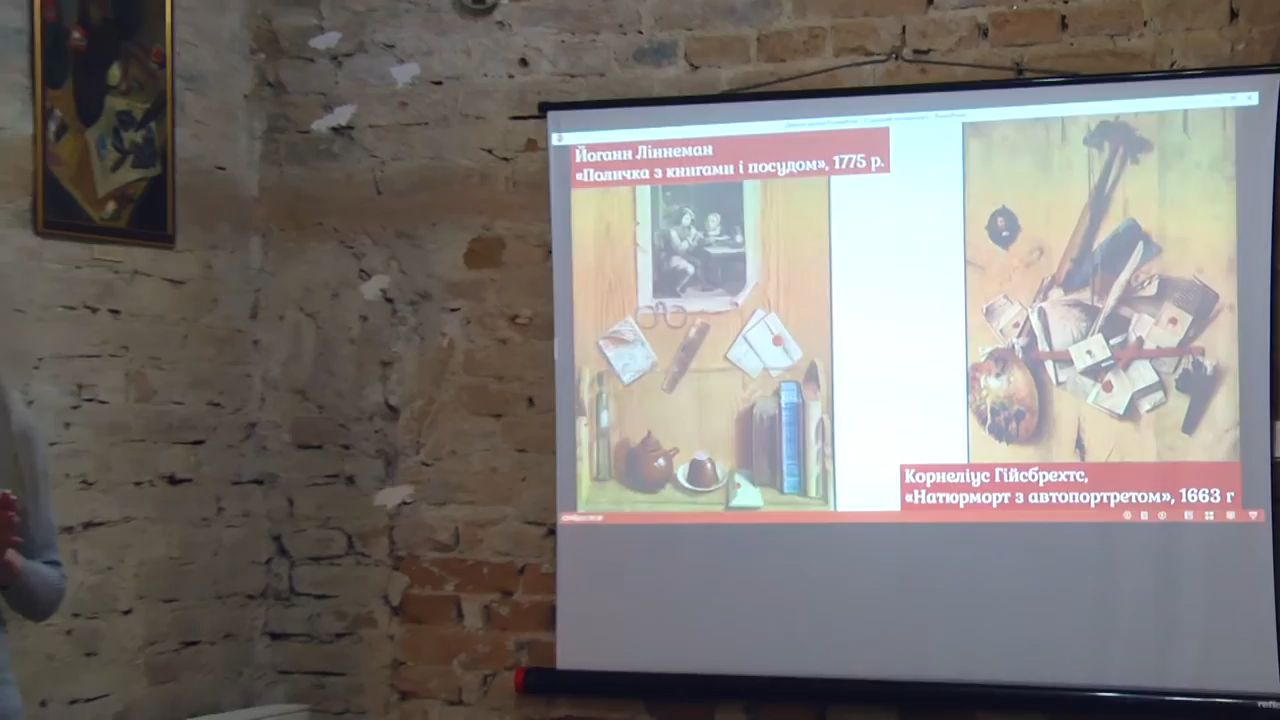 Йоганн Ліннеман
«Поличка з книгами і посудом», 1775 р.
Корнеліус Гійсбрехтс,
«Натюрморт з автопортретом», 1663 г